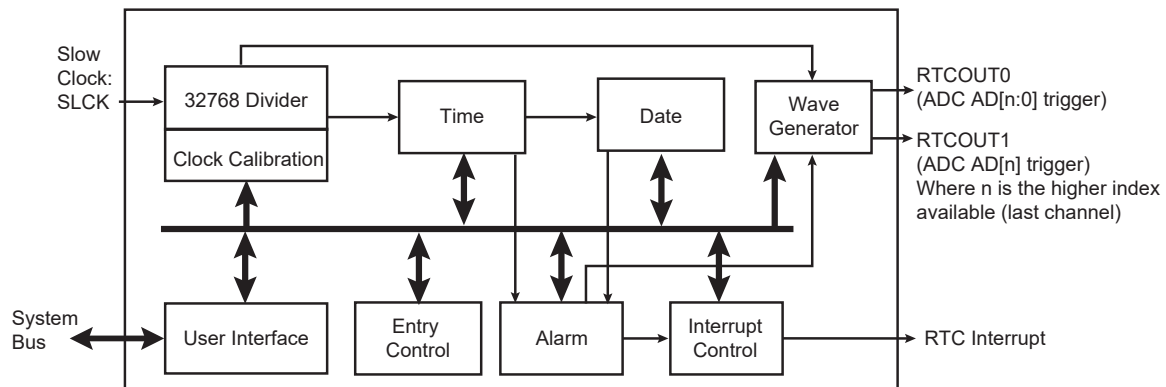 Slow
Clock:
SLCK
32768 Divider
Clock Calibration
Time
Date
Wave
Generator
RTCOUT0
(ADC AD[n:0] trigger)
RTCOUT1
(ADC AD[n] trigger)
Where n is the higher index
available (last channel)
System
Bus
User Interface
Entry
Control
Alarm
Interrupt
Control
RTC Interrupt